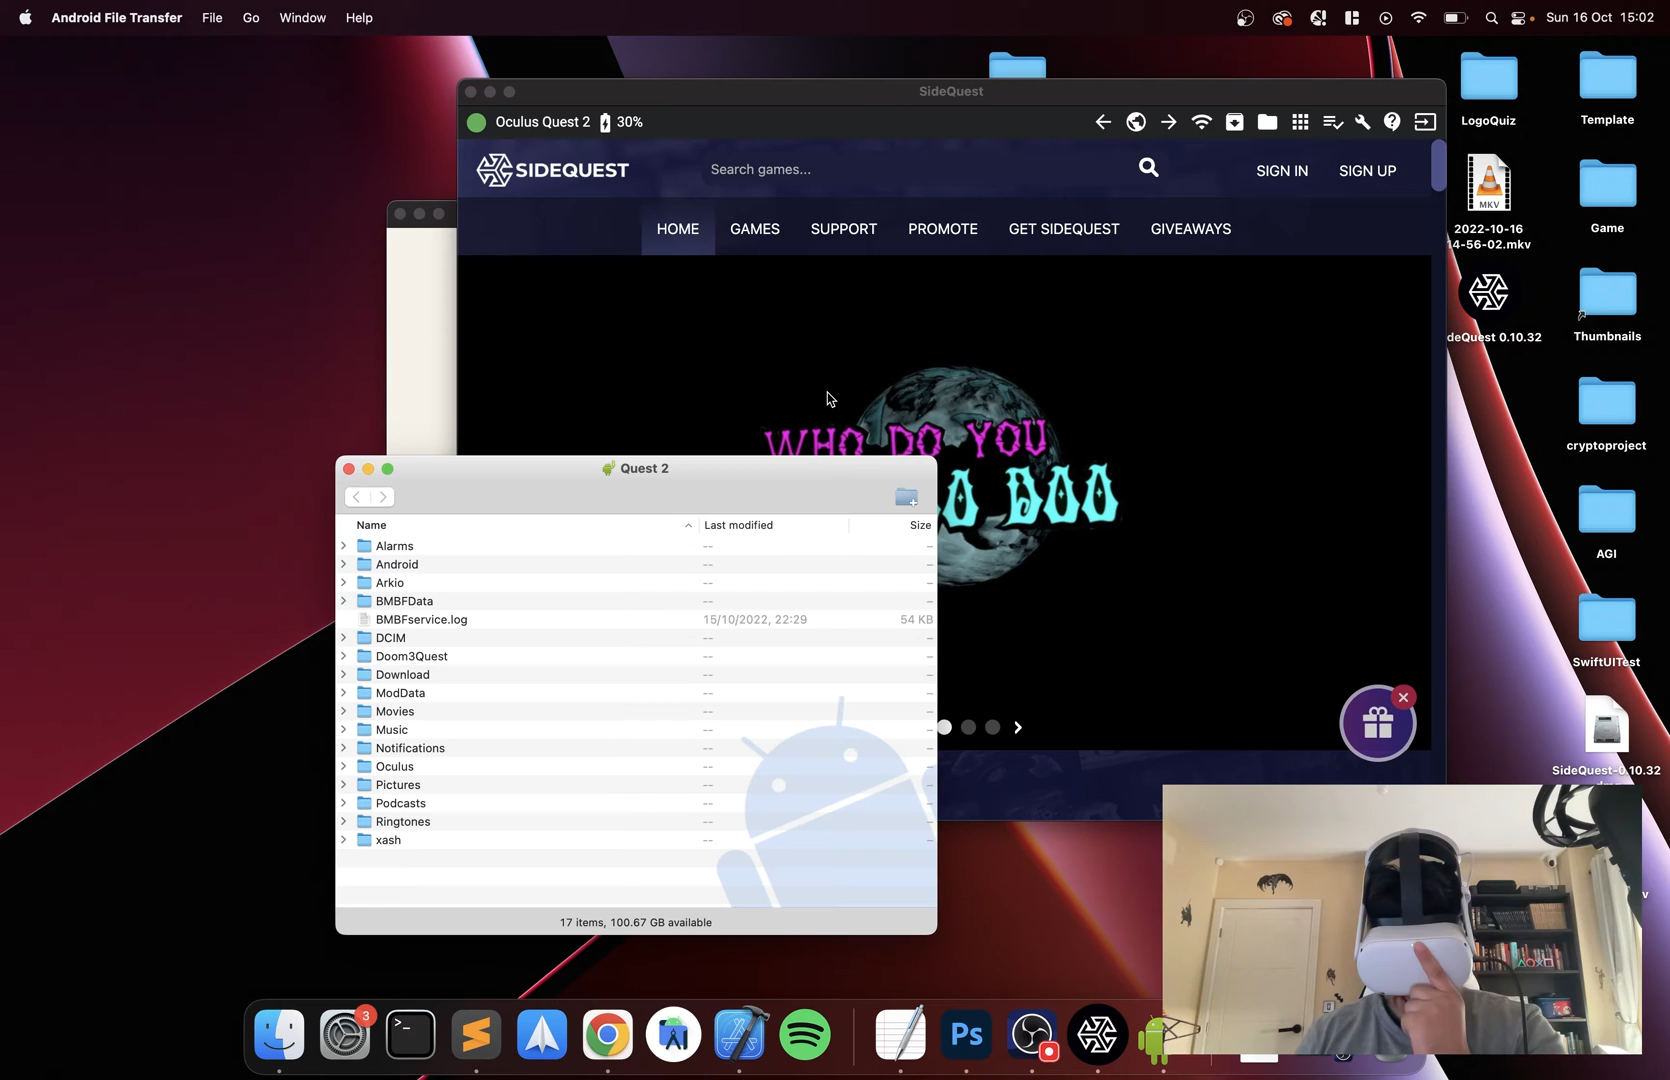 Android File Transfer File Go Window Help
Sun 16 Oct 15:02
SideQuest
Oculus Quest 2 30%
SIDEQUEST
Search games...
SIGN IN SIGN UP
HOME GAMES SUPPORT PROMOTE GET SIDEQUEST GIVEAWAYS
WHO DO YOU
DOO
Quest 2
Name Last modified Size
Alarms -- --
Android -- --
Arkio -- --
BMBFData -- --
BMBFservice.log 15/10/2022, 22:29 54 KB
DCIM -- --
Doom3Quest -- --
Download -- --
ModData -- --
Movies -- --
Music -- --
Notifications -- --
Oculus -- --
Pictures -- --
Podcasts -- --
Ringtones -- --
xash -- --
17 items, 100.67 GB available
LogoQuiz
Template
MKV
2022-10-16
14-56-02.mkv
Game
deQuest 0.10.32
Thumbnails
cryptoproject
AGI
SwiftUITest
SideQuest-0.10.32
3
>_
Ps